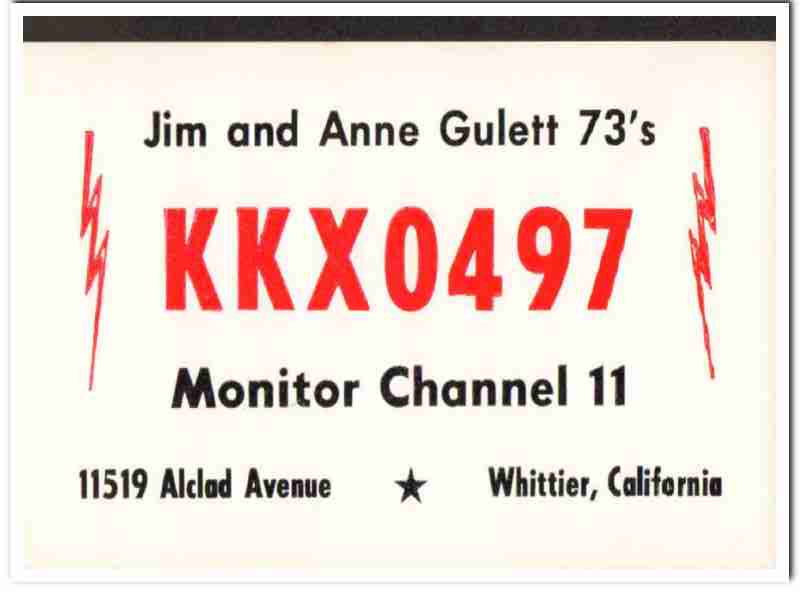 Jim and Anne Gulett 73's
KKX0497
Monitor Channel 11
11519 Alclad Avenue ★ Whittier, California